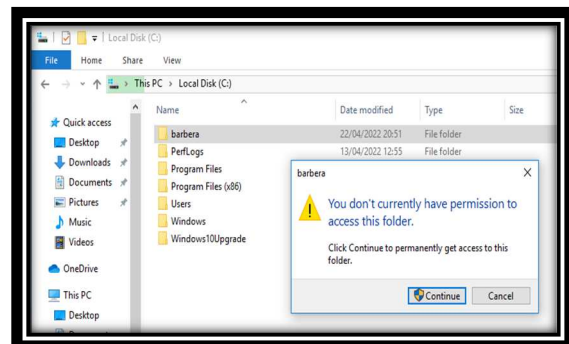 Local Disk (C:)
File Home Share View
This PC > Local Disk (C:)
Name Date modified Type Size
Quick access
Desktop
Downloads
Documents
Pictures
Music
Videos
OneDrive
This PC
Desktop
barbera 22/04/2022 20:51 File folder
PerfLogs 13/04/2022 12:55 File folder
Program Files
Program Files (x86)
Users
Windows
Windows10Upgrade
barbera X
You don't currently have permission to
access this folder.
Click Continue to permanently get access to this
folder.
Continue Cancel